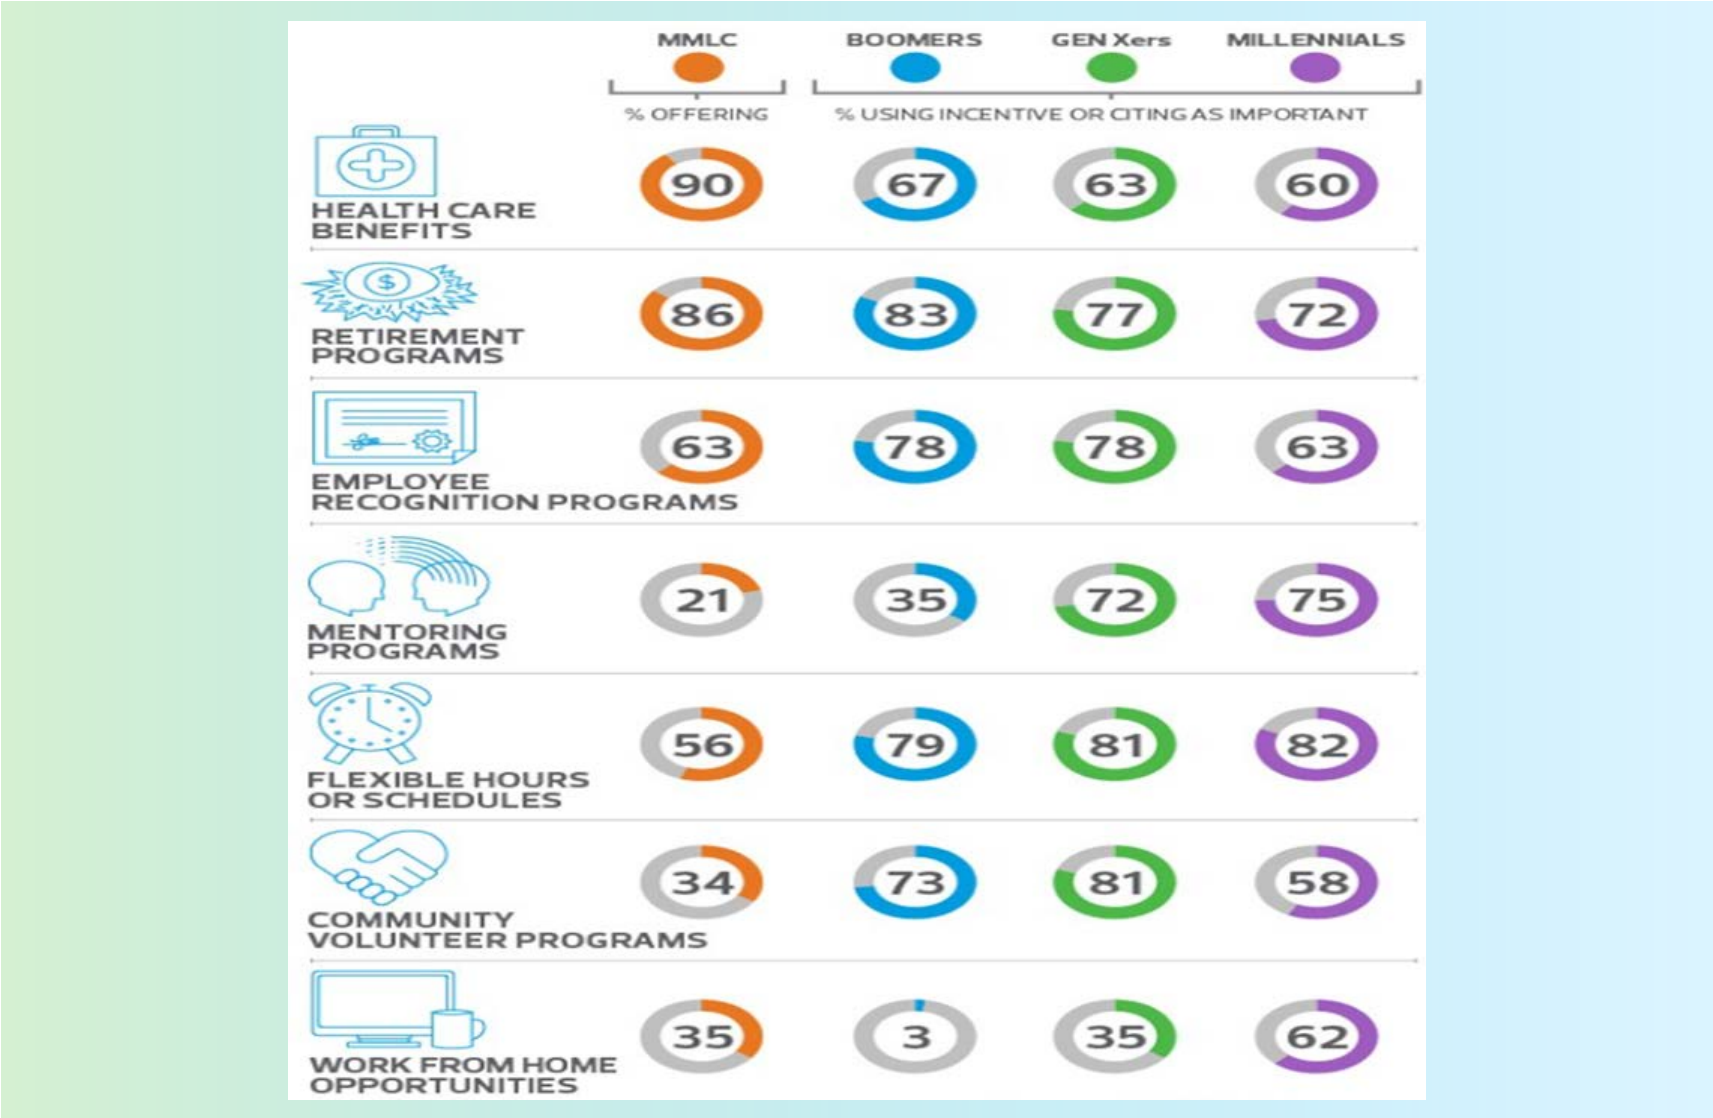 MMLC BOOMERS GEN Xers MILLENNIALS
% OFFERING % USING INCENTIVE OR CITING AS IMPORTANT
90 67 63 60
HEALTH CARE
BENEFITS
$
86 83 77 72
RETIREMENT
PROGRAMS
63 78 78 63
EMPLOYEE
RECOGNITION PROGRAMS
21 35 72 75
MENTORING
PROGRAMS
56 79 81 82
FLEXIBLE HOURS
OR SCHEDULES
34 73 81 58
COMMUNITY
VOLUNTEER PROGRAMS
35 3 35 62
WORK FROM HOME
OPPORTUNITIES